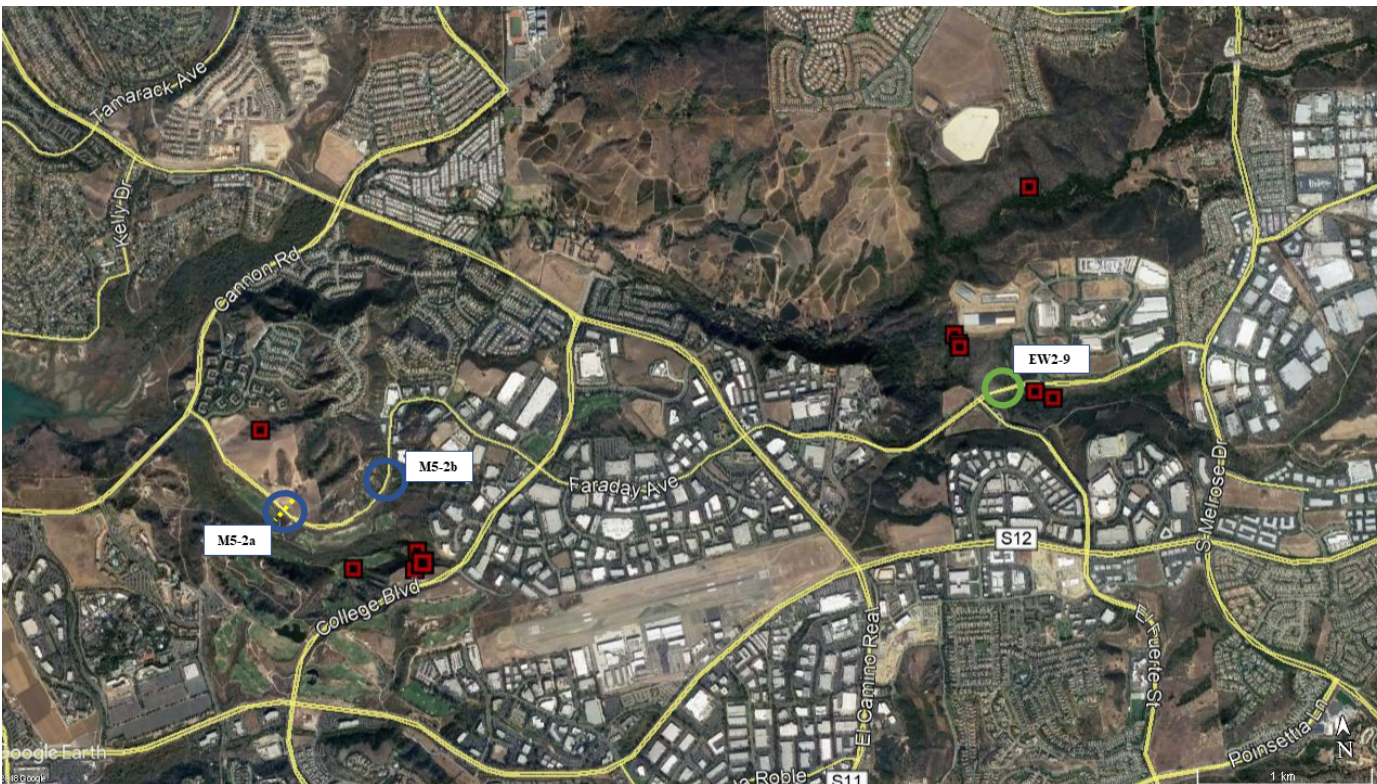 Tamarack Ave
Kelly Dr
Cannon Rd
EW2-9
M5-2b
Faraday Ave
S Melrose Dr
M5-2a
S12
College Blvd
El Camino Real
El Fuerte St
Poinsettia Ln
N
Google Earth
1 km
Roble
S11